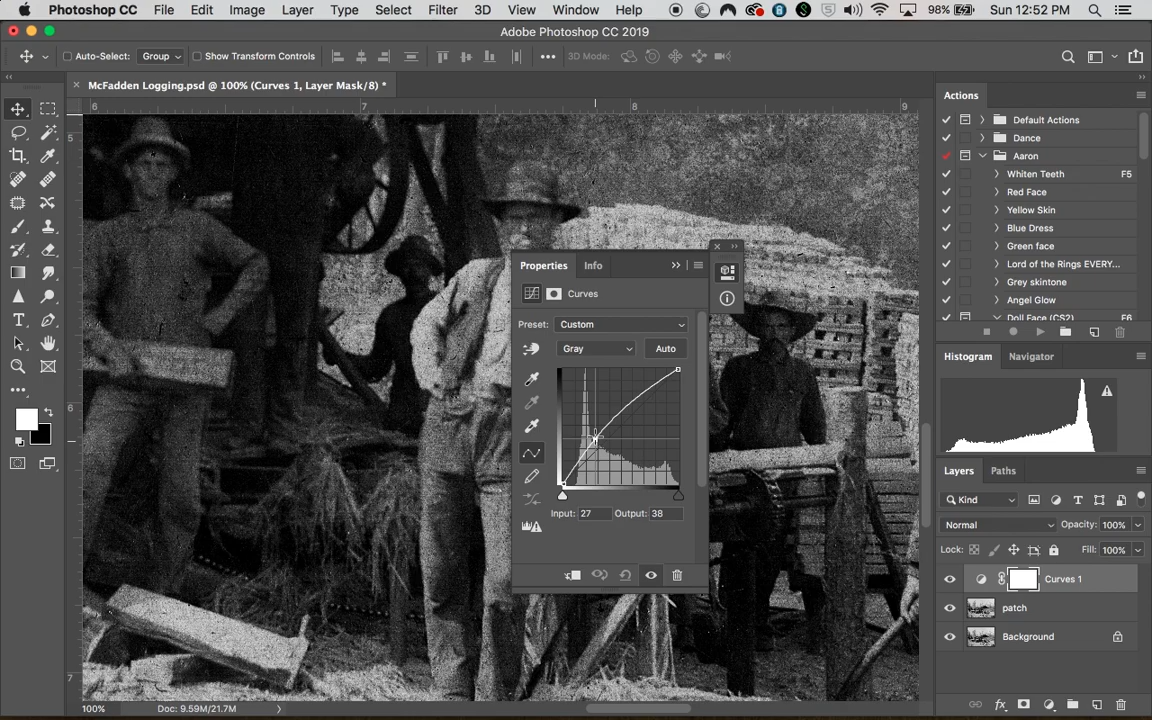 Photoshop CC File Edit Image Layer Type Select Filter 3D View Window Help 98% Sun 12:52 PM
Adobe Photoshop CC 2019
Auto-Select: Group Show Transform Controls 3D Mode:
McFadden Logging.psd @ 100% (Curves 1, Layer Mask/8) *
6 7 8 9
5
6
7
Actions
Default Actions
Dance
Aaron
Whiten Teeth F5
Red Face
Yellow Skin
Blue Dress
Green face
Lord of the Rings EVERY...
Grey skintone
Angel Glow
Doll Face (CS2) F6
Properties Info
Curves
Preset: Custom
Gray Auto
Input: 27 Output: 38
Histogram Navigator
Layers Paths
Kind
Normal Opacity: 100%
Lock: Fill: 100%
Curves 1
patch
Background
100% Doc: 9.59M/21.7M